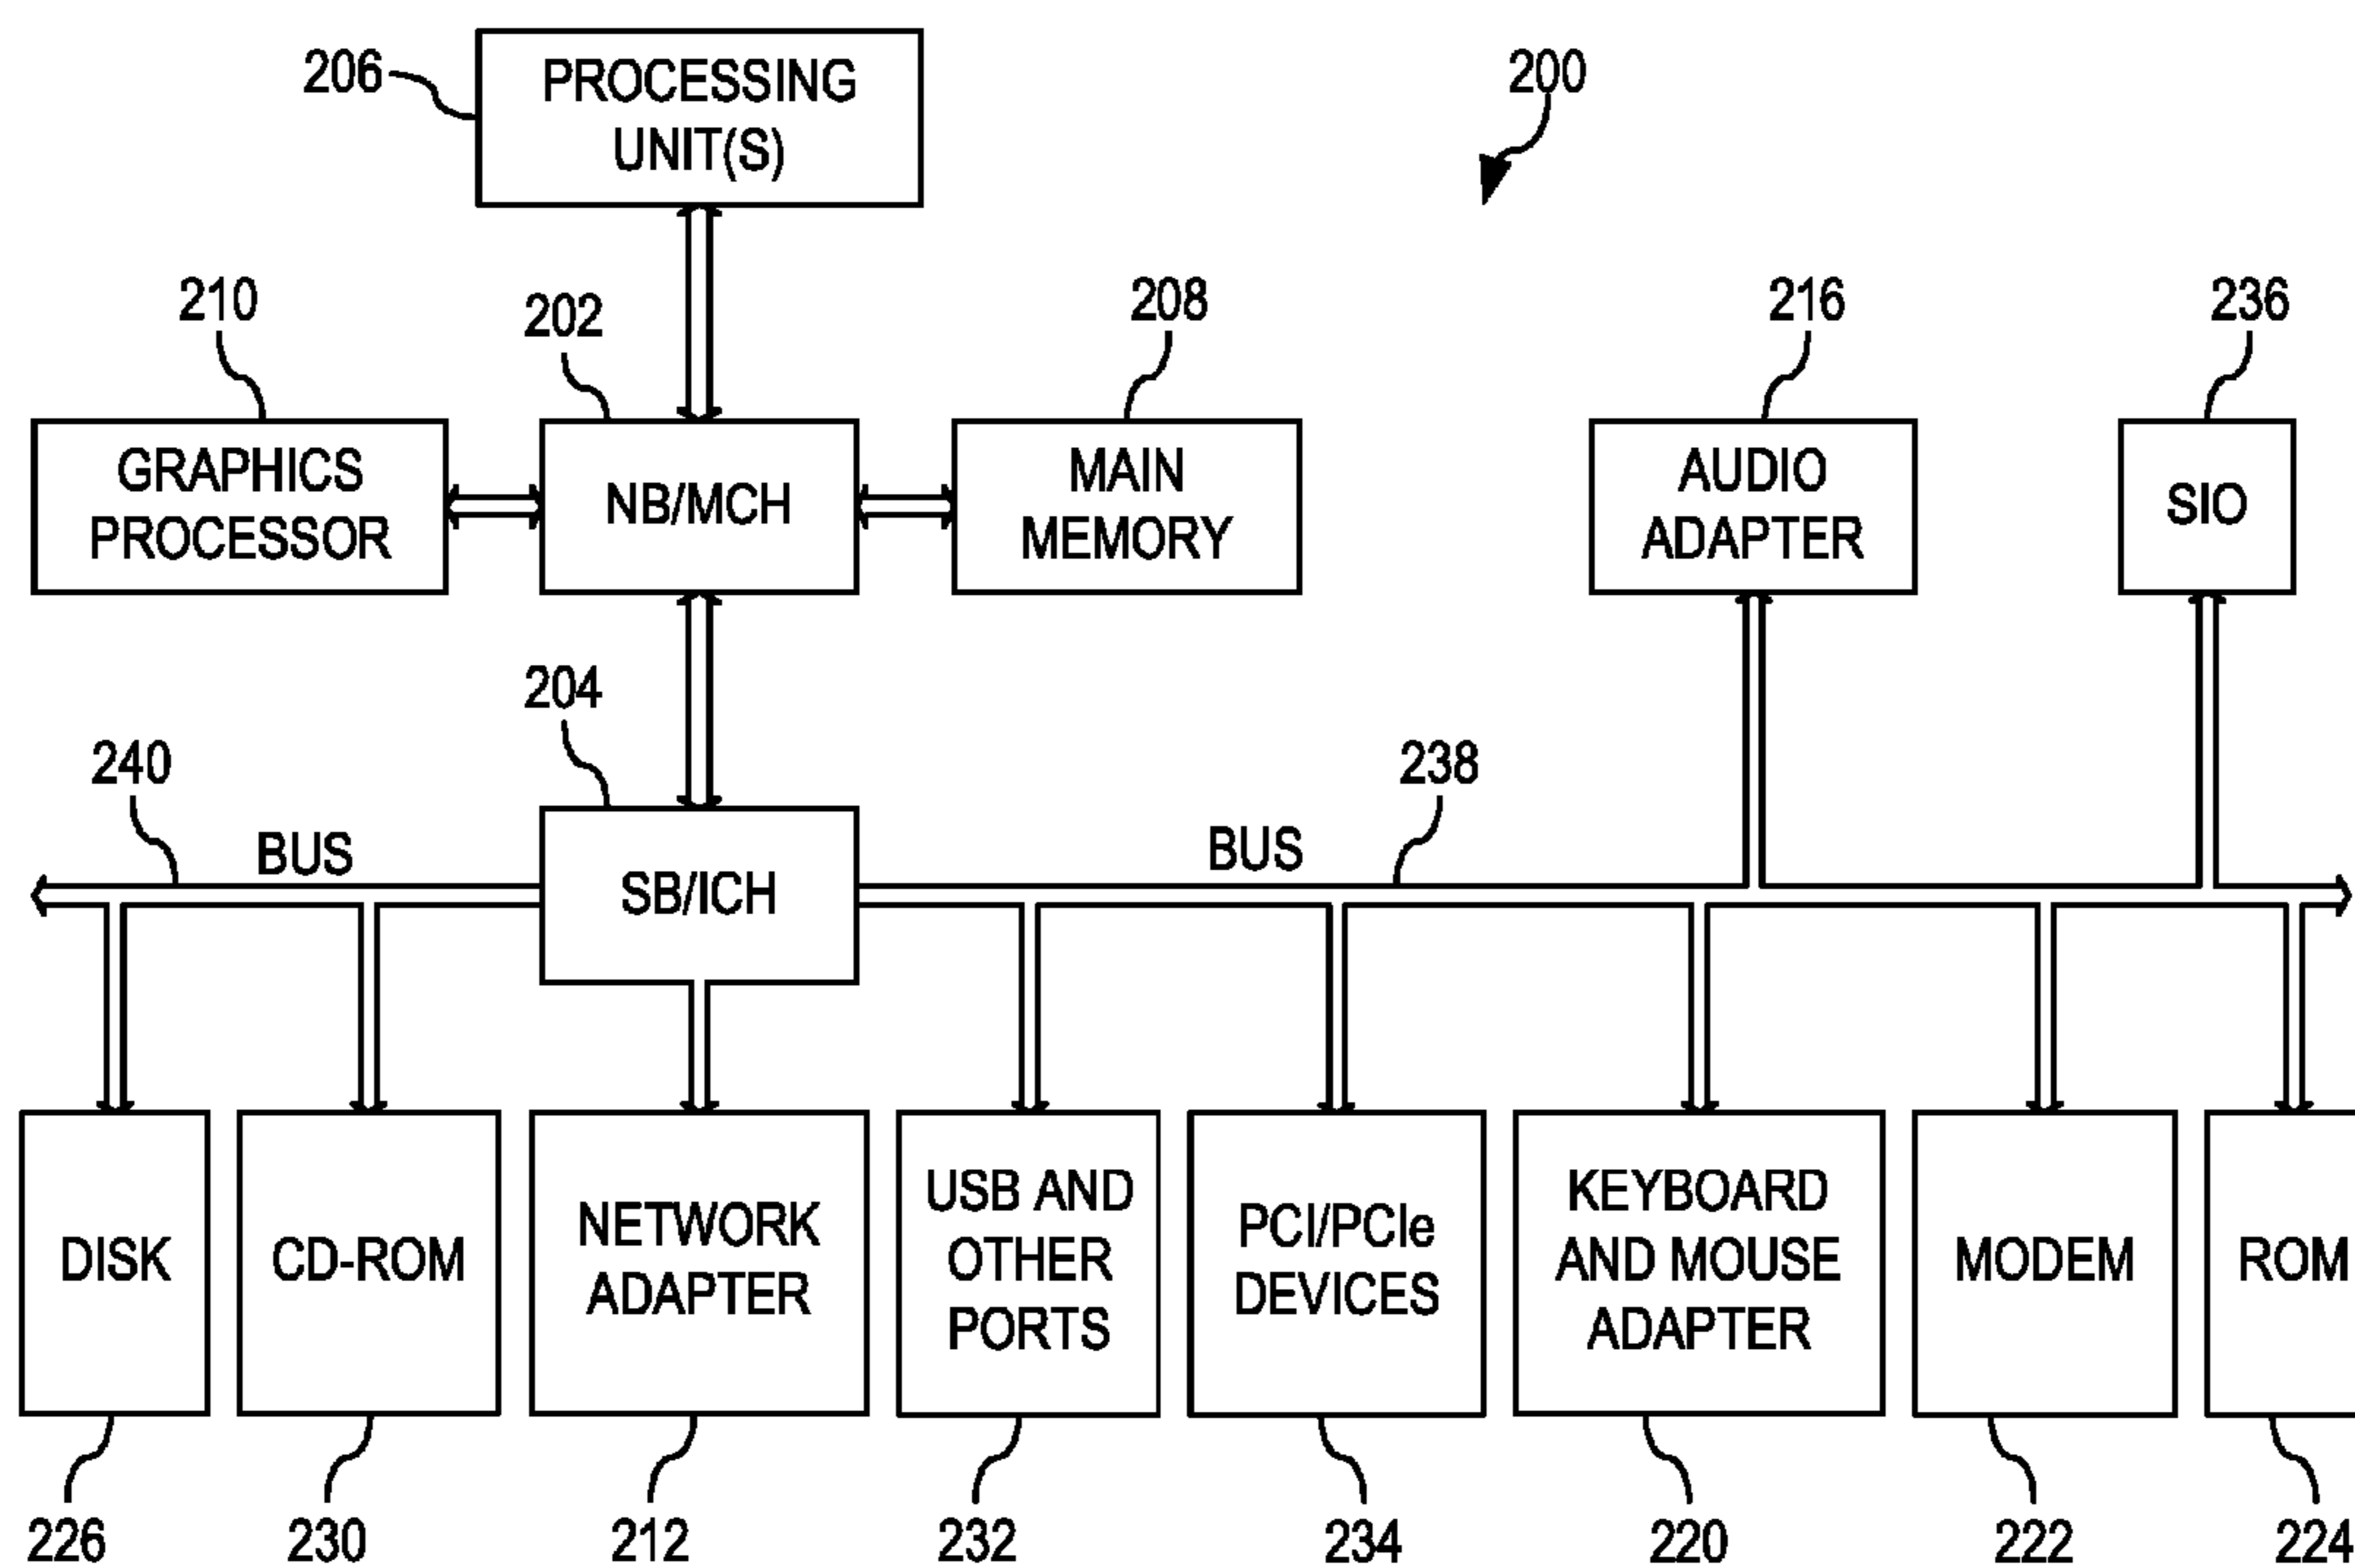 206
PROCESSING
UNIT(S)
200
210
202
208
216
236
GRAPHICS
PROCESSOR
NB/MCH
MAIN
MEMORY
AUDIO
ADAPTER
SIO
204
240
238
BUS
BUS
SB/ICH
DISK
CD-ROM
NETWORK
ADAPTER
USB AND
OTHER
PORTS
PCI/PCIe
DEVICES
KEYBOARD
AND MOUSE
ADAPTER
MODEM
ROM
226
230
212
232
234
220
222
224